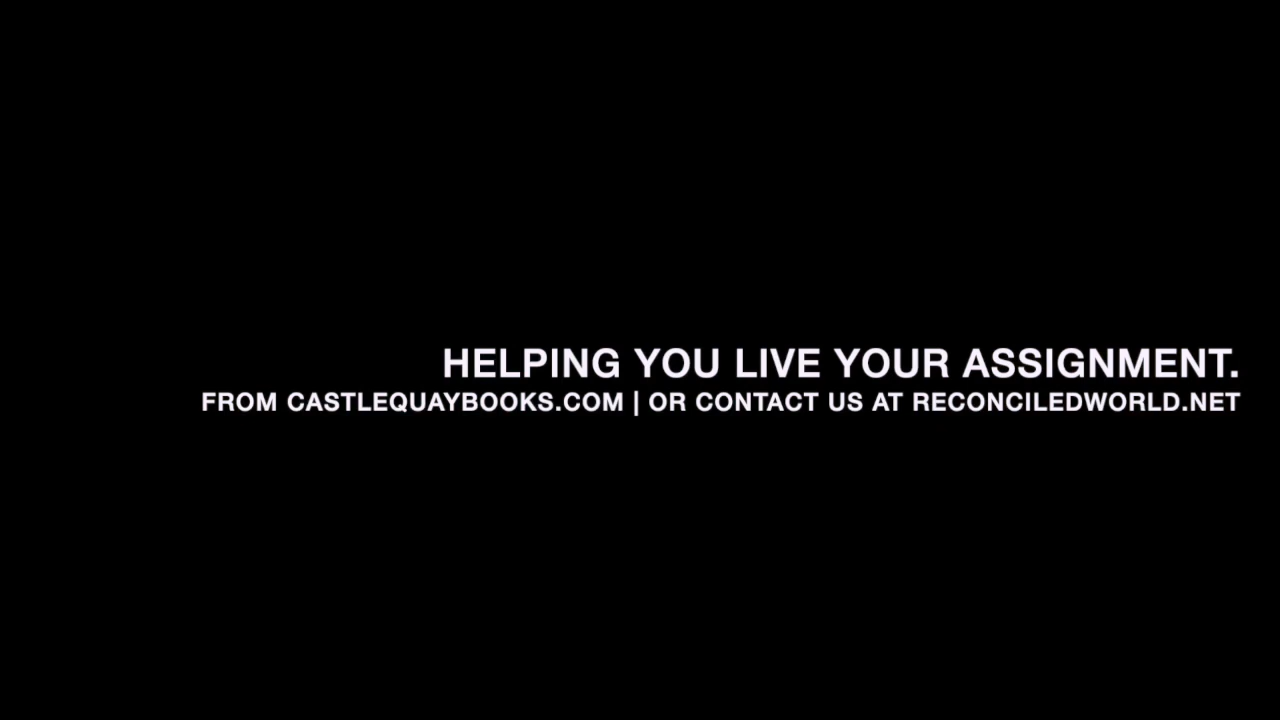 HELPING YOU LIVE YOUR ASSIGNMENT.
FROM CASTLEQUAYBOOKS.COM | OR CONTACT US AT RECONCILEDWORLD.NET